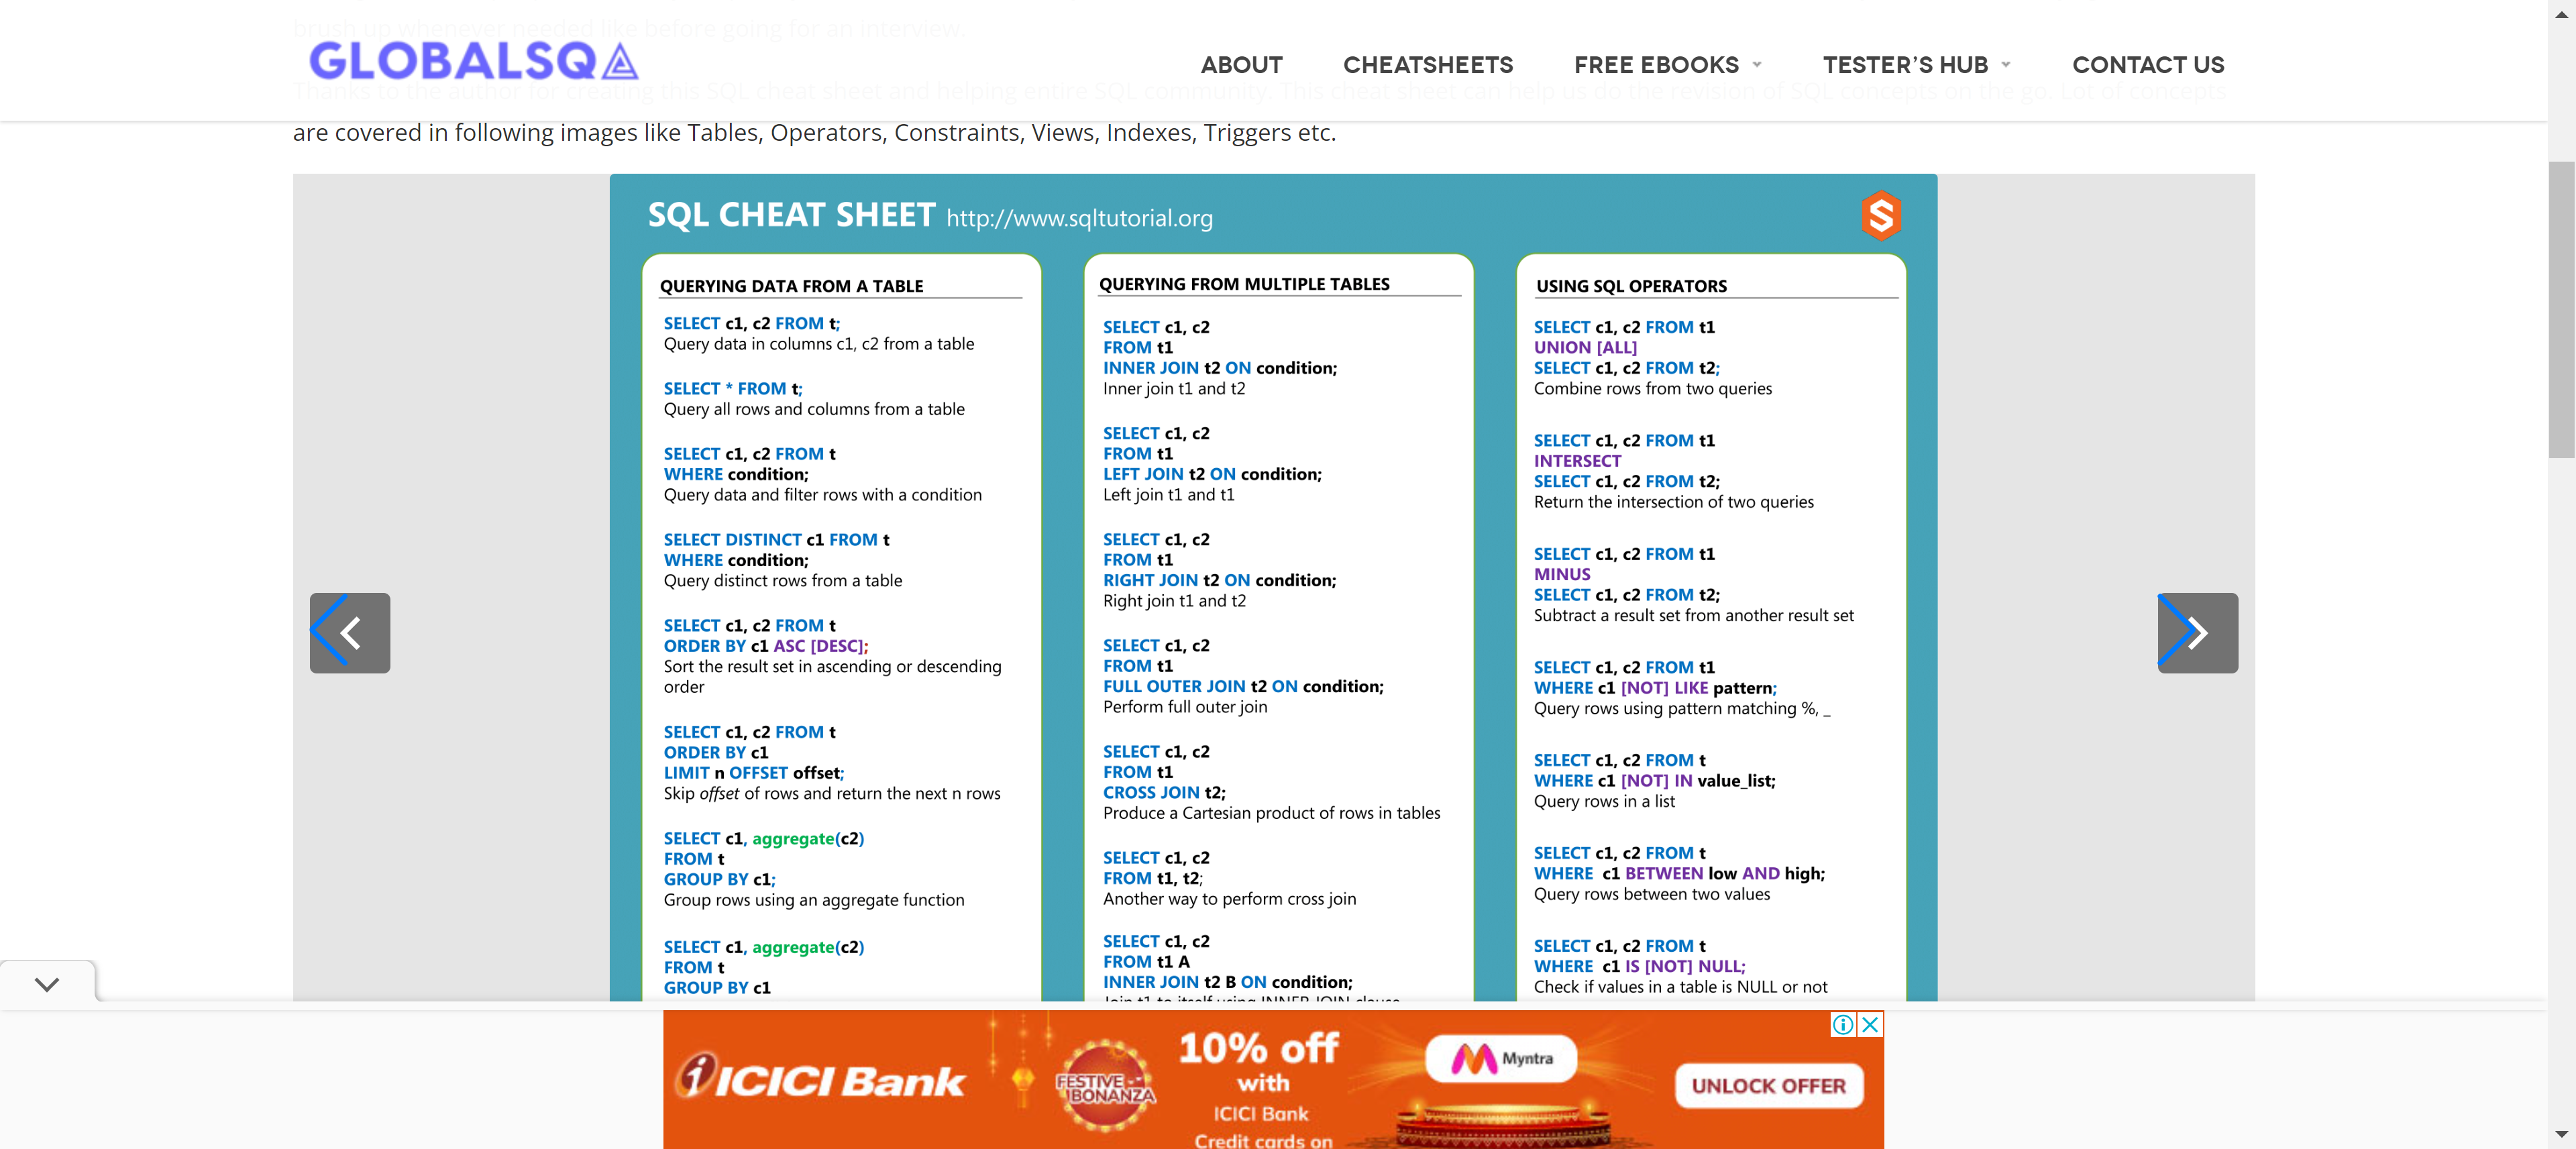 brush up whenever needed like before going for an interview.
GLOBALSQA
ABOUT
CHEATSHEETS
FREE EBOOKS
TESTER'S HUB
CONTACT US
Thanks to the author for creating this SQL cheat sheet and helping entire SQL community. This cheat sheet can help us do the revision of SQL concepts on the go. Lot of concepts
are covered in following images like Tables, Operators, Constraints, Views, Indexes, Triggers etc.
SQL CHEAT SHEET http://www.sqltutorial.org
S
QUERYING DATA FROM A TABLE
SELECT c1, c2 FROM t;
Query data in columns c1, c2 from a table
SELECT * FROM t;
Query all rows and columns from a table
SELECT c1, c2 FROM t
WHERE condition;
Query data and filter rows with a condition
SELECT DISTINCT c1 FROM t
WHERE condition;
Query distinct rows from a table
SELECT c1, c2 FROM t
ORDER BY c1 ASC [DESC];
Sort the result set in ascending or descending
order
SELECT c1, c2 FROM t
ORDER BY c1
LIMIT n OFFSET offset;
Skip offset of rows and return the next n rows
SELECT c1, aggregate(c2)
FROM t
GROUP BY c1;
Group rows using an aggregate function
SELECT c1, aggregate(c2)
FROM t
GROUP BY c1
QUERYING FROM MULTIPLE TABLES
SELECT c1, c2
FROM t1
INNER JOIN t2 ON condition;
Inner join t1 and t2
SELECT c1, c2
FROM t1
LEFT JOIN t2 ON condition;
Left join t1 and t1
SELECT c1, c2
FROM t1
RIGHT JOIN t2 ON condition;
Right join t1 and t2
SELECT c1, c2
FROM t1
FULL OUTER JOIN t2 ON condition;
Perform full outer join
SELECT c1, c2
FROM t1
CROSS JOIN t2;
Produce a Cartesian product of rows in tables
SELECT c1, c2
FROM t1, t2;
Another way to perform cross join
SELECT c1, c2
FROM t1 A
INNER JOIN t2 B ON condition;
Join t1 to itself using INNER JOIN clause
USING SQL OPERATORS
SELECT c1, c2 FROM t1
UNION [ALL]
SELECT c1, c2 FROM t2;
Combine rows from two queries
SELECT c1, c2 FROM t1
INTERSECT
SELECT c1, c2 FROM t2;
Return the intersection of two queries
SELECT c1, c2 FROM t1
MINUS
SELECT c1, c2 FROM t2;
Subtract a result set from another result set
SELECT c1, c2 FROM t1
WHERE c1 [NOT] LIKE pattern;
Query rows using pattern matching %, _
SELECT c1, c2 FROM t
WHERE c1 [NOT] IN value_list;
Query rows in a list
SELECT c1, c2 FROM t
WHERE c1 BETWEEN low AND high;
Query rows between two values
SELECT c1, c2 FROM t
WHERE c1 IS [NOT] NULL;
Check if values in a table is NULL or not
ICICI Bank
FESTIVE
BONANZA
10% off
with
ICICI Bank
Credit cards on
Myntra
UNLOCK OFFER